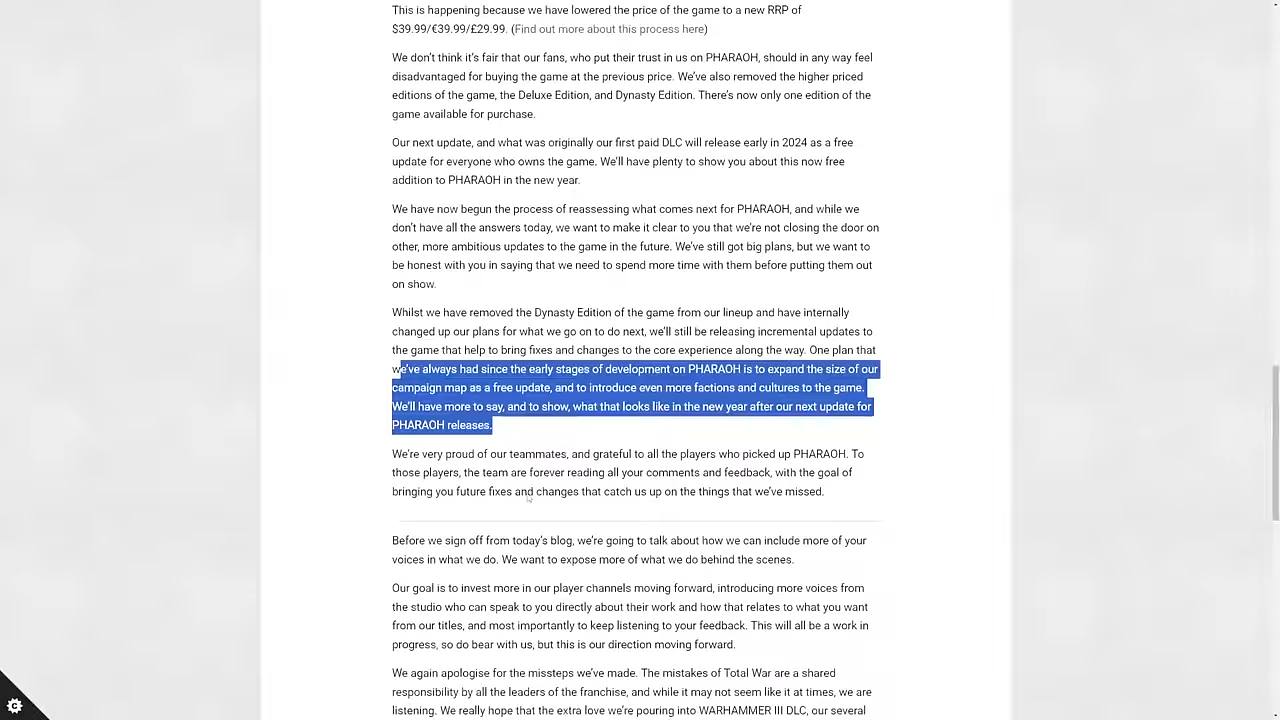 This is happening because we have lowered the price of the game to a new RRP of
$39.99/€39.99/£29.99. (Find out more about this process here)
We don't think it's fair that our fans, who put their trust in us on PHARAOH, should in any way feel
disadvantaged for buying the game at the previous price. We've also removed the higher priced
editions of the game, the Deluxe Edition, and Dynasty Edition. There's now only one edition of the
game available for purchase.
Our next update, and what was originally our first paid DLC will release early in 2024 as a free
update for everyone who owns the game. We'll have plenty to show you about this now free
addition to PHARAOH in the new year.
We have now begun the process of reassessing what comes next for PHARAOH, and while we
don't have all the answers today, we want to make it clear to you that we're not closing the door on
other, more ambitious updates to the game in the future. We've still got big plans, but we want to
be honest with you in saying that we need to spend more time with them before putting them out
on show.
Whilst we have removed the Dynasty Edition of the game from our lineup and have internally
changed up our plans for what we go on to do next, we'll still be releasing incremental updates to
the game that help to bring fixes and changes to the core experience along the way. One plan that
we've always had since the early stages of development on PHARAOH is to expand the size of our
campaign map as a free update, and to introduce even more factions and cultures to the game.
We'll have more to say, and to show, what that looks like in the new year after our next update for
PHARAOH releases.
We're very proud of our teammates, and grateful to all the players who picked up PHARAOH. To
those players, the team are forever reading all your comments and feedback, with the goal of
bringing you future fixes and changes that catch us up on the things that we've missed.
Before we sign off from today's blog, we're going to talk about how we can include more of your
voices in what we do. We want to expose more of what we do behind the scenes.
Our goal is to invest more in our player channels moving forward, introducing more voices from
the studio who can speak to you directly about their work and how that relates to what you want
from our titles, and most importantly to keep listening to your feedback. This will all be a work in
progress, so do bear with us, but this is our direction moving forward.
We again apologise for the missteps we've made. The mistakes of Total War are a shared
responsibility by all the leaders of the franchise, and while it may not seem like it at times, we are
listening. We really hope that the extra love we're pouring into WARHAMMER III DLC, our several